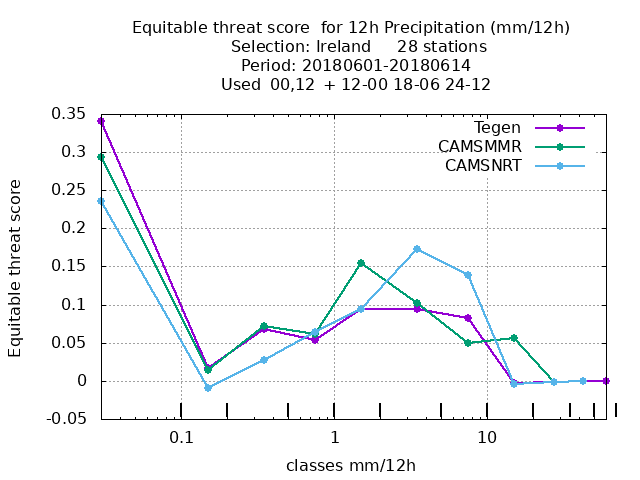 Equitable threat score  for 12h Precipitation (mm/12h)
Selection: Ireland     28 stations
Period: 20180601-20180614
Used  00,12  + 12-00 18-06 24-12
Tegen
CAMSMMR
CAMSNRT
0.35
0.3
0.25
0.2
0.15
0.1
0.05
0
-0.05
Equitable threat score
0.1 1 10
classes mm/12h